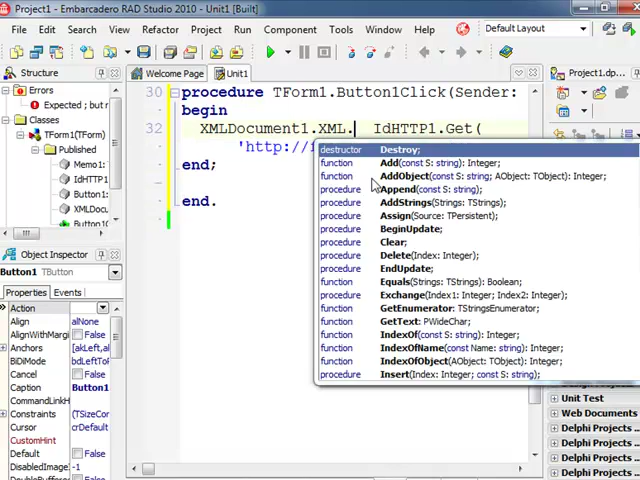 Project1 - Embarcadero RAD Studio 2010 - Unit1 [Built]
File Edit Search View Refactor Project Run Component Tools Window Help Default Layout
Structure
Errors
Expected ; but r
Classes
TForm1(TForm)
Published
Memo1:
IdHTTP1:
Button1:
XMLDocu
Button1C
Object Inspector
Button1 TButton
Properties Events
Action
Align alNone
AlignWithMargi False
Anchors [akLeft,ak
BiDiMode bdLeftTo
Cancel False
Caption Button1
CommandLinkH
Constraints (TSizeCon
Cursor crDefault
CustomHint
Default False
DisabledImageI -1
Welcome Page Unit1
30 procedure TForm1.Button1Click(Sender:
begin
32 XMLDocument1.XML. IdHTTP1.Get(
'http://f
end;
end.
destructor Destroy;
function Add(const S: string): Integer;
function AddObject(const S: string; AObject: TObject): Integer;
procedure Append(const S: string);
procedure AddStrings(Strings: TStrings);
procedure Assign(Source: TPersistent);
procedure BeginUpdate;
procedure Clear;
procedure Delete(Index: Integer);
procedure EndUpdate;
function Equals(Strings: TStrings): Boolean;
procedure Exchange(Index1: Integer; Index2: Integer);
function GetEnumerator: TStringsEnumerator;
function GetText: PWideChar;
function IndexOf(const S: string): Integer;
function IndexOfName(const Name: string): Integer;
function IndexOfObject(AObject: TObject): Integer;
procedure Insert(Index: Integer; const S: string);
Project1.dp...
Unit Test
Web Documents
Delphi Projects ...
Delphi Projects ...
Delphi Projects ...
Delphi Projects ...